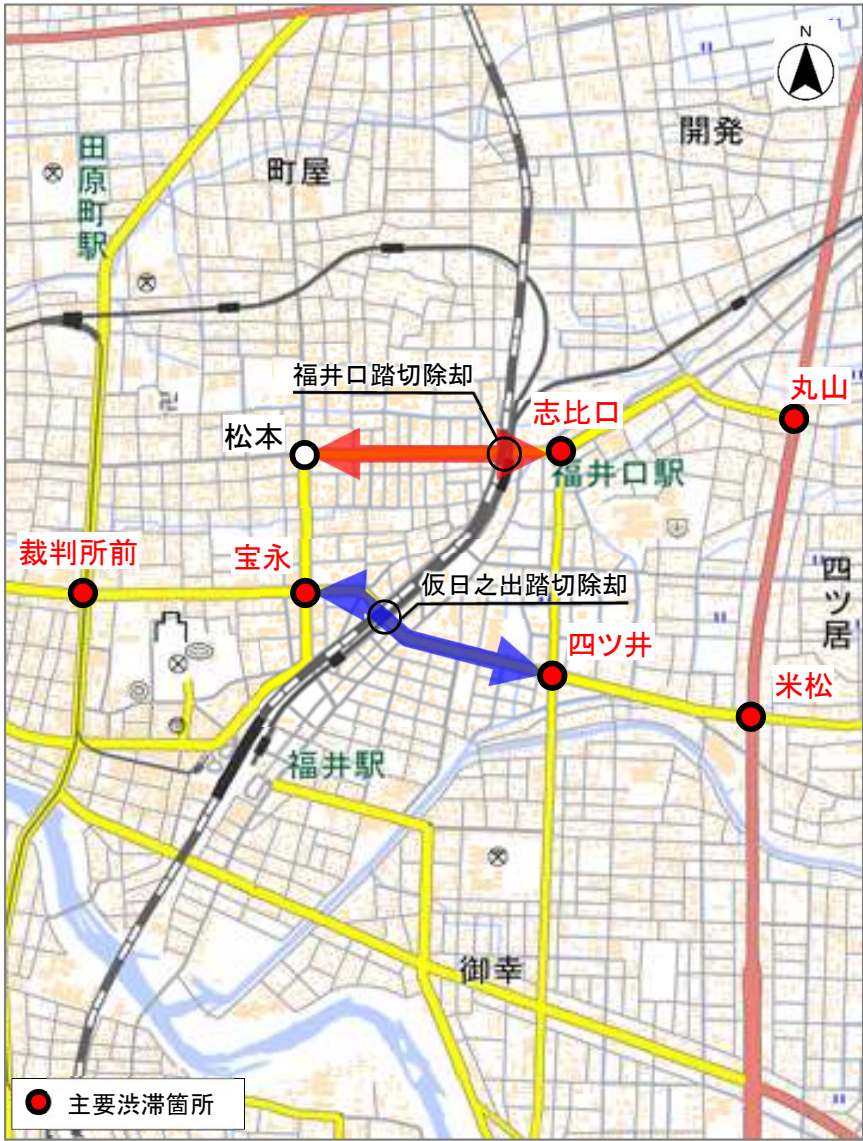 N
開発
町屋
田原町駅
福井口踏切除却
志比口
丸山
松本
福井口駅
裁判所前
宝永
仮日之出踏切除却
四ツ居
四ツ井
米松
福井駅
御幸
主要渋滞箇所